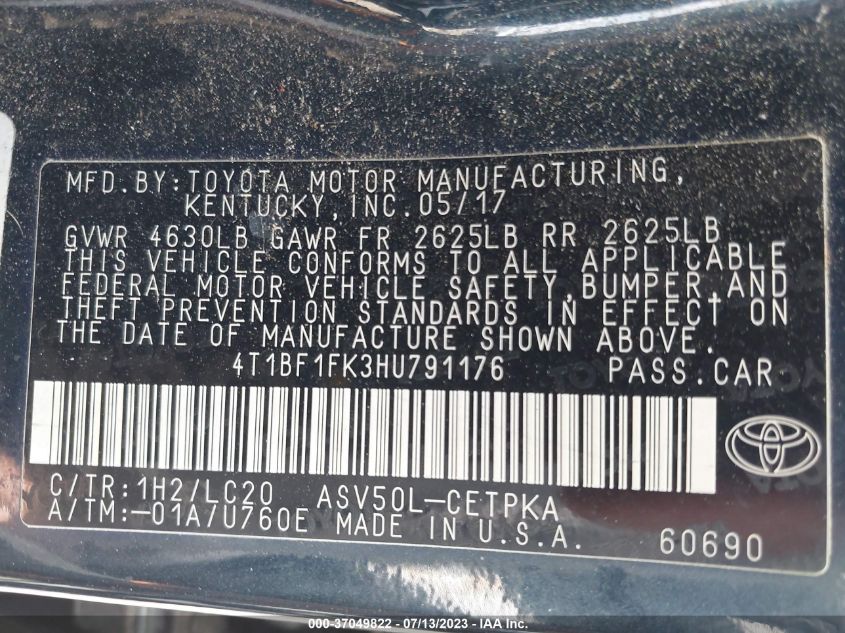 MFD.BY:TOYOTA MOTOR MANUFACTURING,
KENTUCKY,INC.05/17
GVWR 4630LB GAWR FR 2625LB RR 2625LB
THIS VEHICLE CONFORMS TO ALL APPLICABLE
FEDERAL MOTOR VEHICLE SAFETY,BUMPER,AND
THEFT PREVENTION STANDARDS IN EFFECT ON
THE DATE OF MANUFACTURE SHOWN ABOVE.
4T1BF1FK3HU791176 PASS.CAR
C/TR:1H2/LC20 ASV50L-CETPKA
A/TM:-01A/U760E MADE IN U.S.A.
60690
000-37049822 - 07/13/2023 - IAA Inc.